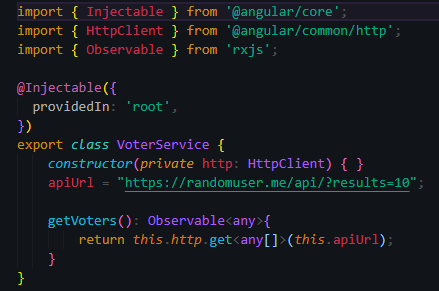 import { Injectable } from '@angular/core';
import { HttpClient } from '@angular/common/http';
import { Observable } from 'rxjs';
@Injectable({
providedIn: 'root',
})
export class VoterService {
constructor(private http: HttpClient) { }
apiUrl = "https://randomuser.me/api/?results=10";
getVoters(): Observable<any>{
return this.http.get<any[]>(this.apiUrl);
}
}